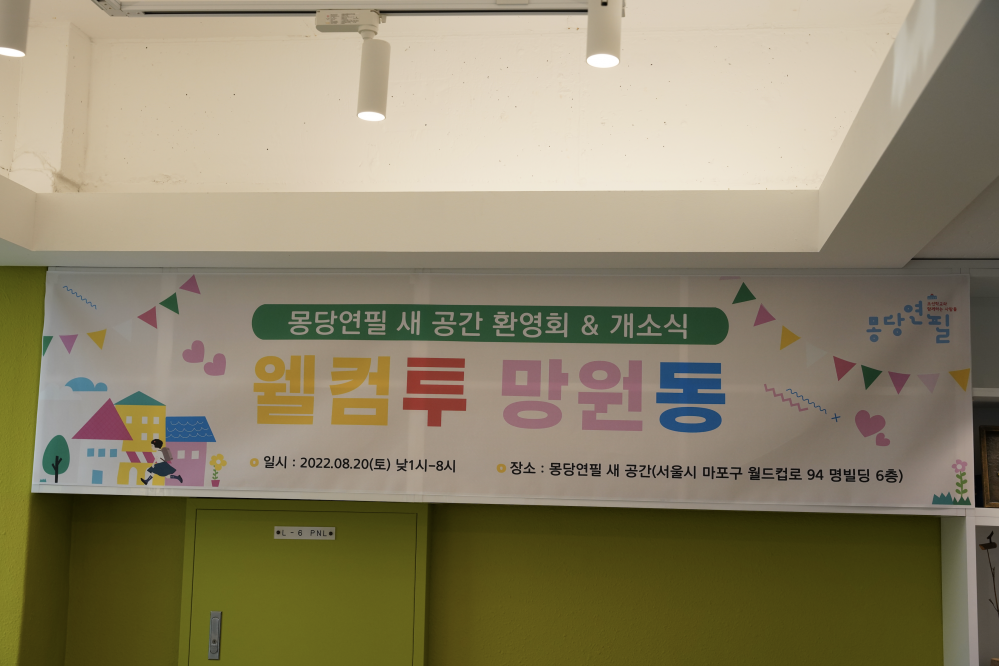 몽당연필 새 공간 환영회 & 개소식
웰컴투 망원동
일시 : 2022.08.20(토) 낮1시-8시
장소 : 몽당연필 새 공간(서울시 마포구 월드컵로 94 명빌딩 6층)
몽당연필
L-6 PNL